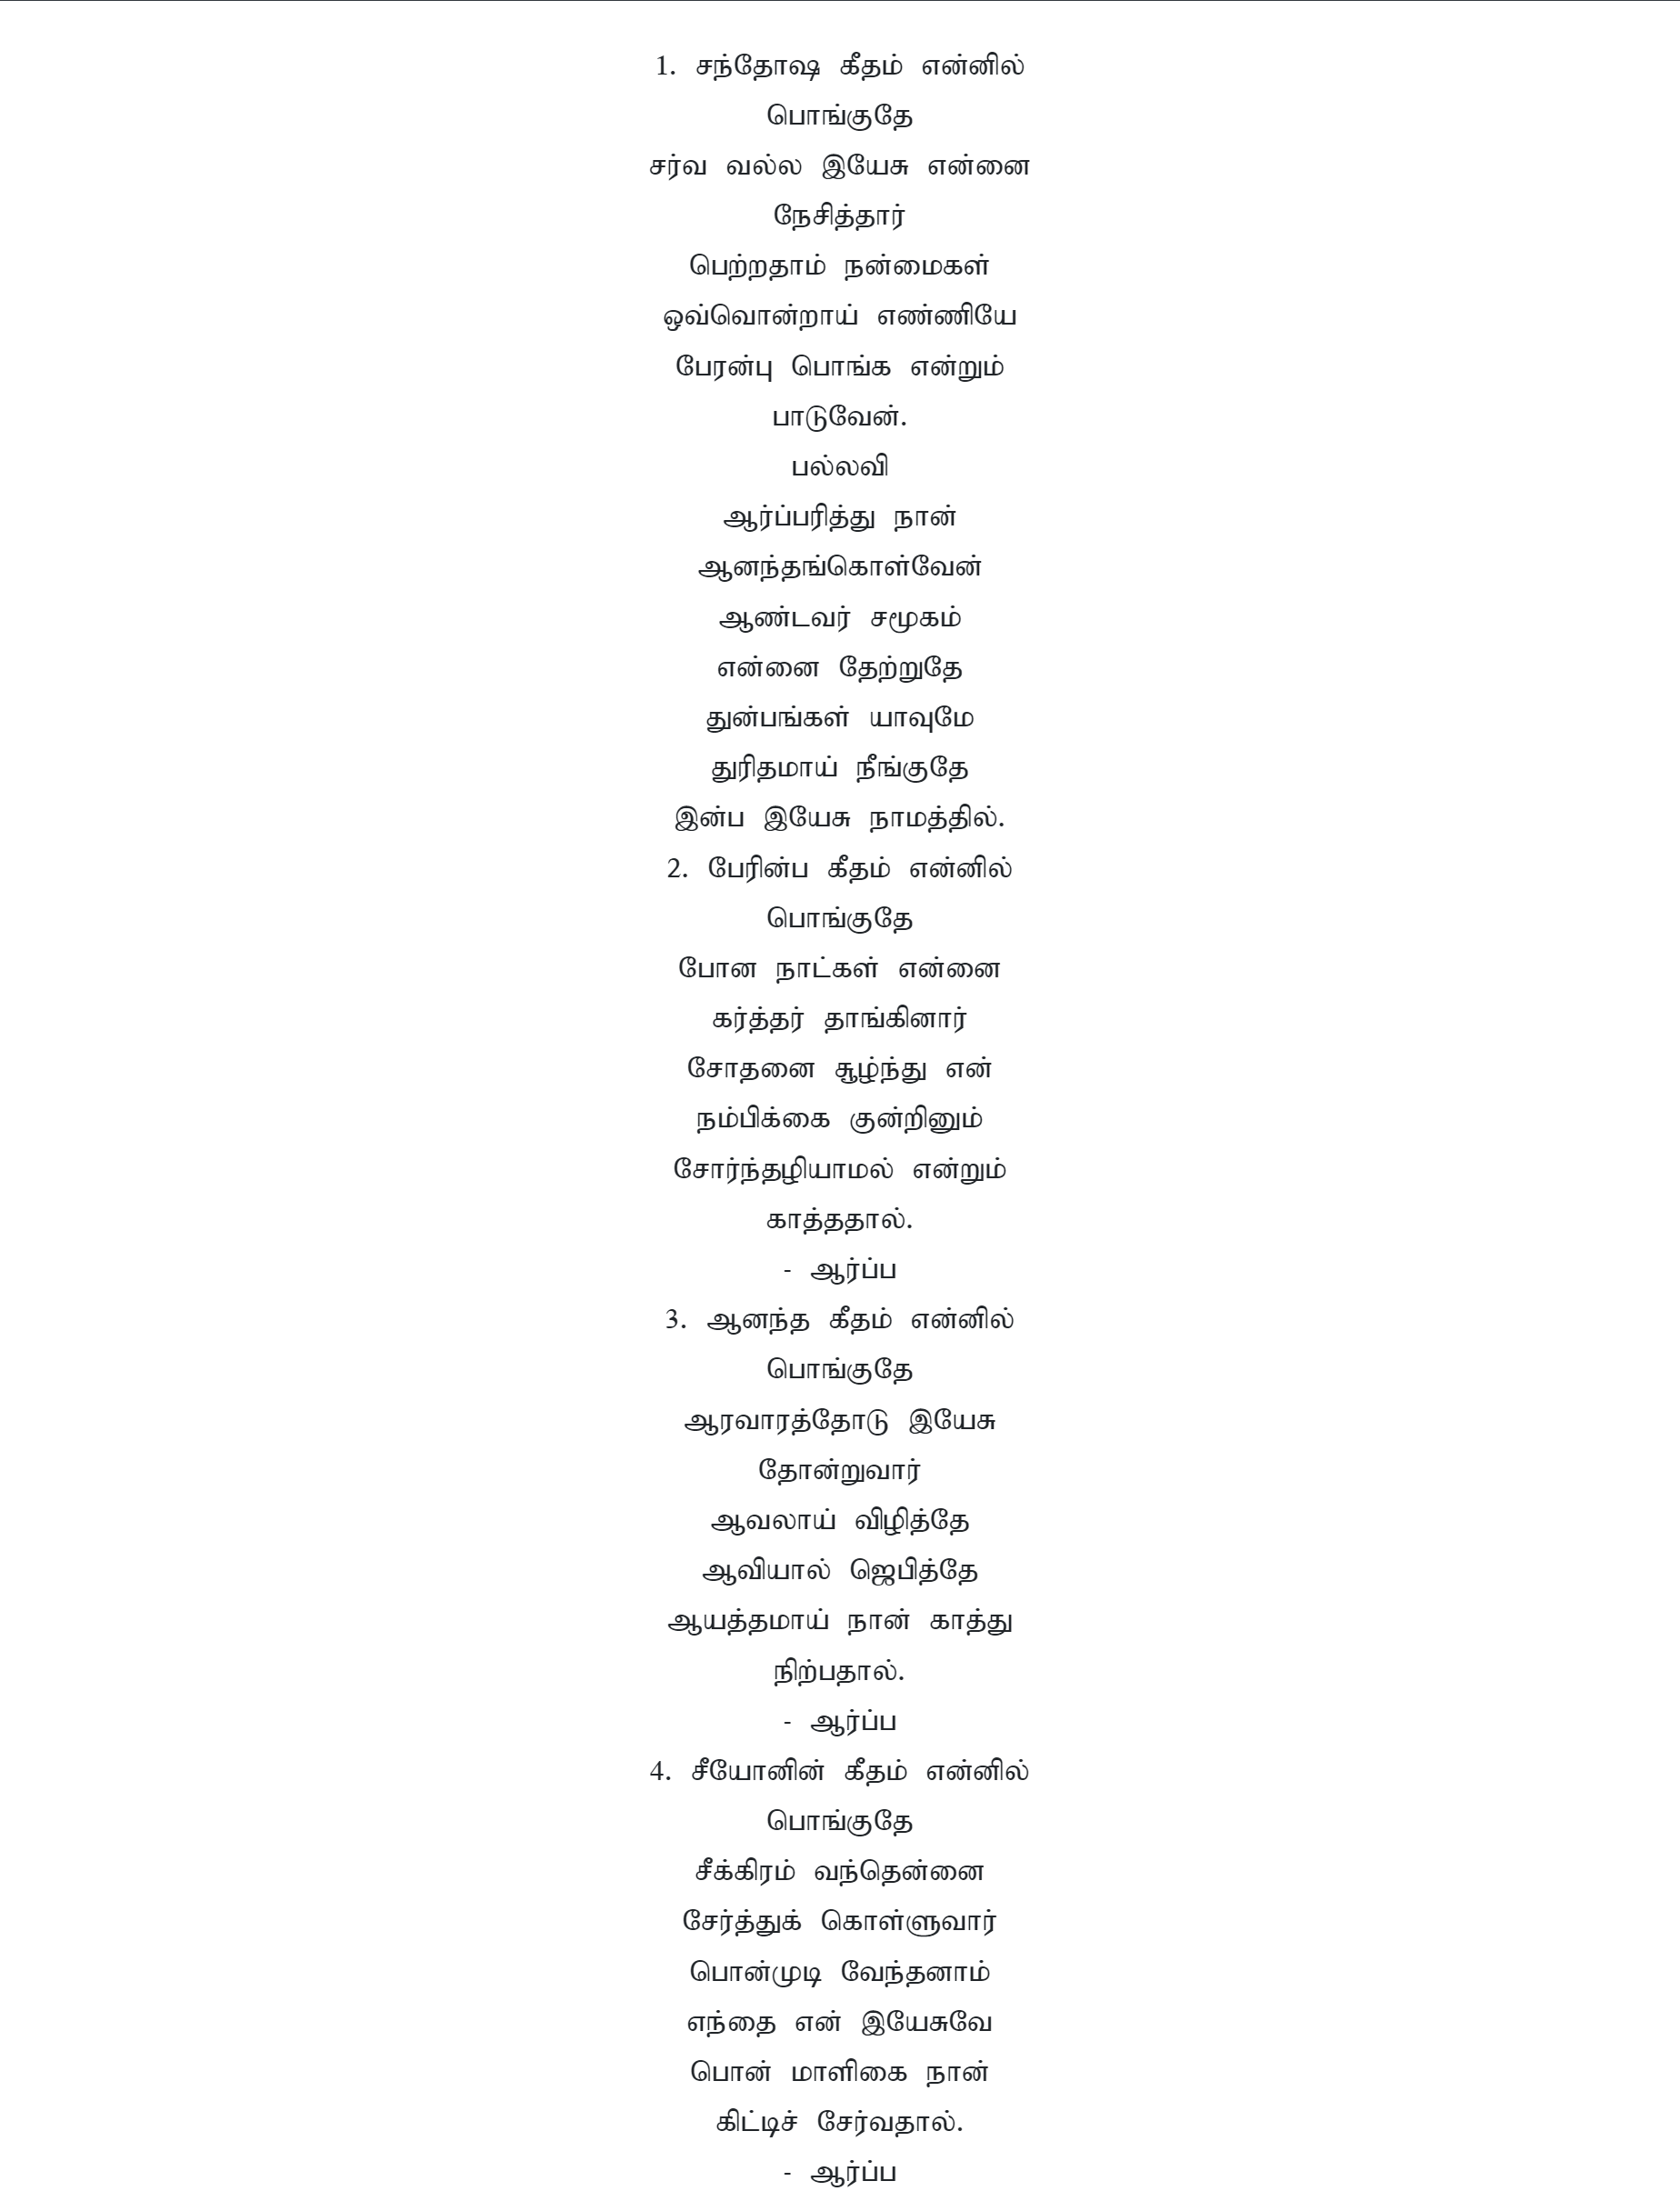 1. சந்தோஷ கீதம் என்னில்
பொங்குதே
சர்வ வல்ல இயேசு என்னை
நேசித்தார்
பெற்றதாம் நன்மைகள்
ஒவ்வொன்றாய் எண்ணியே
பேரன்பு பொங்க என்றும்
பாடுவேன்.
பல்லவி
ஆர்ப்பரித்து நான்
ஆனந்தங்கொள்வேன்
ஆண்டவர் சமூகம்
என்னை தேற்றுதே
துன்பங்கள் யாவுமே
துரிதமாய் நீங்குதே
இன்ப இயேசு நாமத்தில்.
2. பேரின்ப கீதம் என்னில்
பொங்குதே
போன நாட்கள் என்னை
கர்த்தர் தாங்கினார்
சோதனை சூழ்ந்து என்
நம்பிக்கை குன்றினும்
சோர்ந்தழியாமல் என்றும்
காத்ததால்.
- ஆர்ப்ப
3. ஆனந்த கீதம் என்னில்
பொங்குதே
ஆரவாரத்தோடு இயேசு
தோன்றுவார்
ஆவலாய் விழித்தே
ஆவியால் ஜெபித்தே
ஆயத்தமாய் நான் காத்து
நிற்பதால்.
- ஆர்ப்ப
4. சீயோனின் கீதம் என்னில்
பொங்குதே
சீக்கிரம் வந்தென்னை
சேர்த்துக் கொள்ளுவார்
பொன்முடி வேந்தனாம்
எந்தை என் இயேசுவே
பொன் மாளிகை நான்
கிட்டிச் சேர்வதால்.
- ஆர்ப்ப